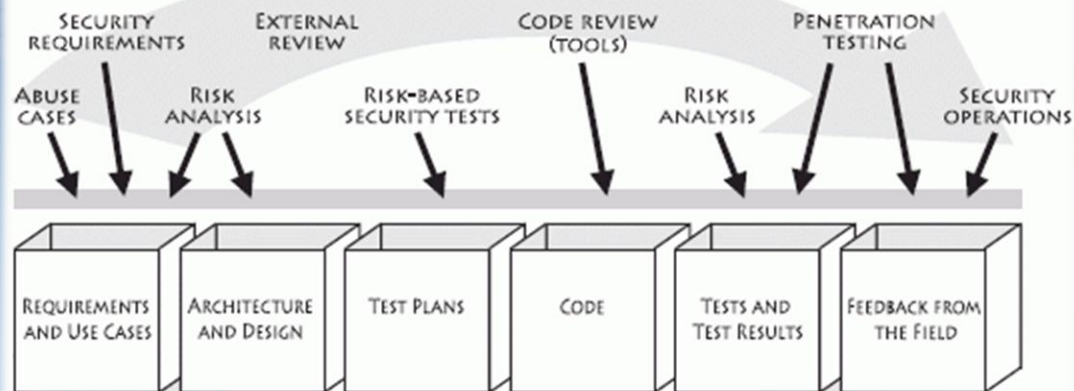 SECURITY
REQUIREMENTS
EXTERNAL
REVIEW
CODE REVIEW
(TOOLS)
PENETRATION
TESTING
ABUSE
CASES
RISK
ANALYSIS
RISK-BASED
SECURITY TESTS
RISK
ANALYSIS
SECURITY
OPERATIONS
REQUIREMENTS
AND USE CASES
ARCHITECTURE
AND DESIGN
TEST PLANS
CODE
TESTS AND
TEST RESULTS
FEEDBACK FROM
THE FIELD